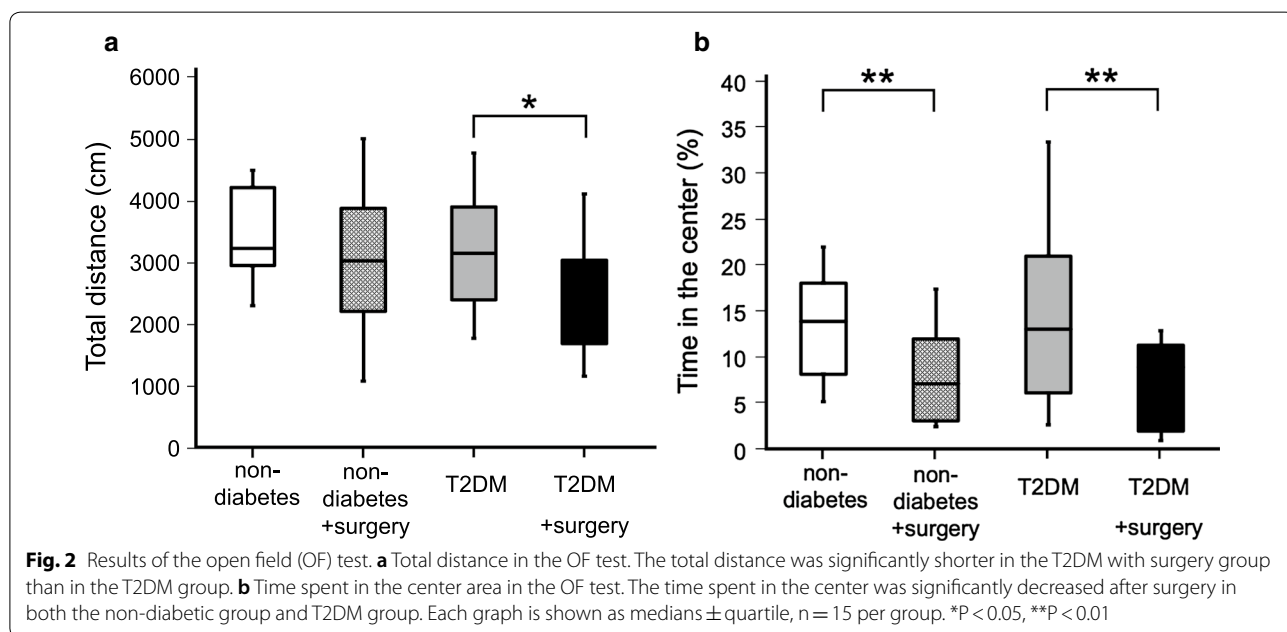 a
6000
5000
4000
3000
2000
1000
0
Total distance (cm)
*
non-
diabetes
non-
diabetes
+surgery
T2DM
T2DM
+surgery
b
40
35
30
25
20
15
10
5
0
Time in the center (%)
**
**
non-
diabetes
non-
diabetes
+surgery
T2DM
T2DM
+surgery
Fig. 2 Results of the open field (OF) test. a Total distance in the OF test. The total distance was significantly shorter in the T2DM with surgery group
than in the T2DM group. b Time spent in the center area in the OF test. The time spent in the center was significantly decreased after surgery in
both the non-diabetic group and T2DM group. Each graph is shown as medians ± quartile, n = 15 per group. *P < 0.05, **P < 0.01